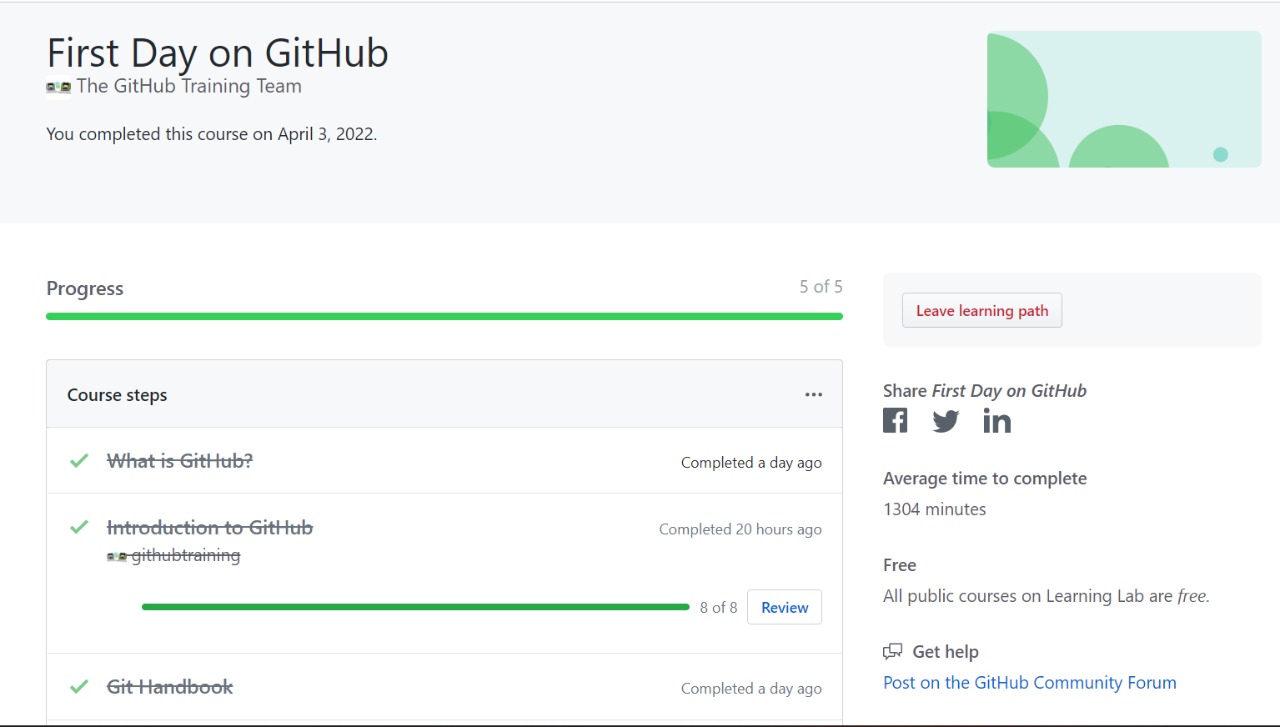 First Day on GitHub
The GitHub Training Team
You completed this course on April 3, 2022.
Progress
5 of 5
Course steps
What is GitHub?
Completed a day ago
Introduction to GitHub
Completed 20 hours ago
githubtraining
8 of 8
Review
Git Handbook
Completed a day ago
Leave learning path
Share First Day on GitHub
Average time to complete
1304 minutes
Free
All public courses on Learning Lab are free.
Get help
Post on the GitHub Community Forum